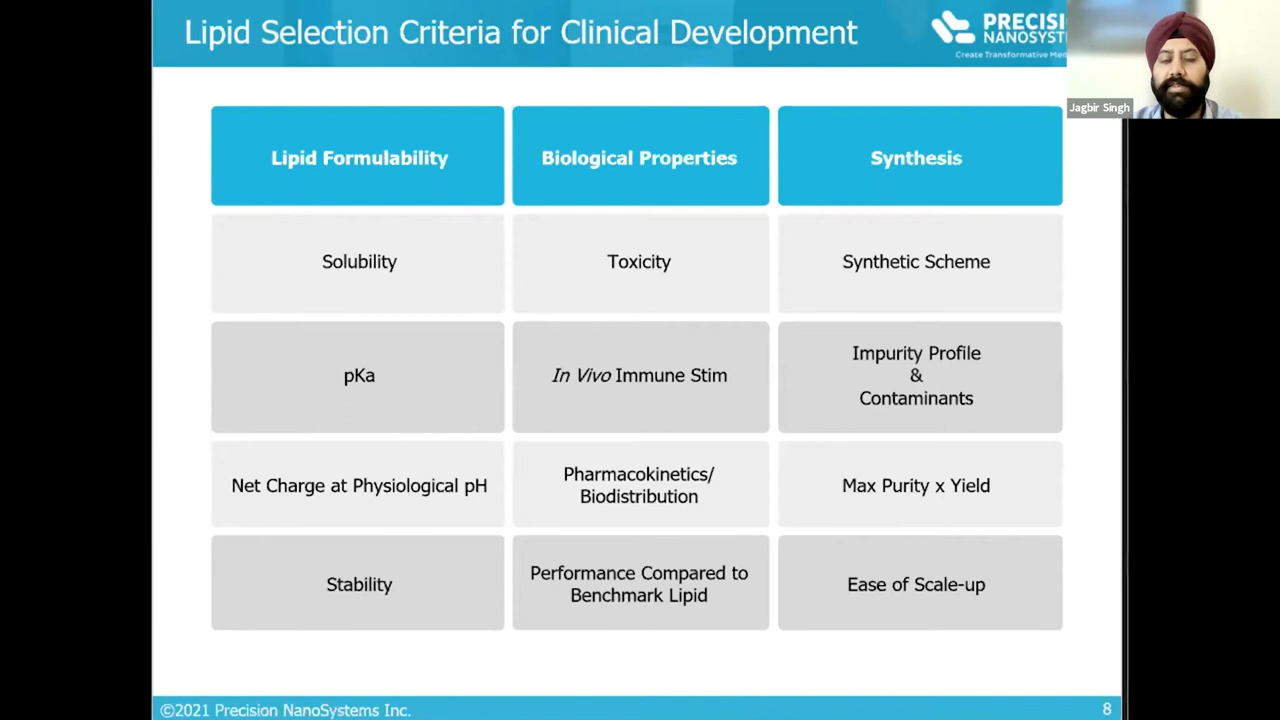 Lipid Selection Criteria for Clinical Development
PRECISI
NANOSYST
Create Transformative Med
Jagbir Singh
Lipid Formulability
Biological Properties
Synthesis
Solubility
Toxicity
Synthetic Scheme
pKa
In Vivo Immune Stim
Impurity Profile
&
Contaminants
Net Charge at Physiological pH
Pharmacokinetics/
Biodistribution
Max Purity x Yield
Stability
Performance Compared to
Benchmark Lipid
Ease of Scale-up
©2021 Precision NanoSystems Inc.
8